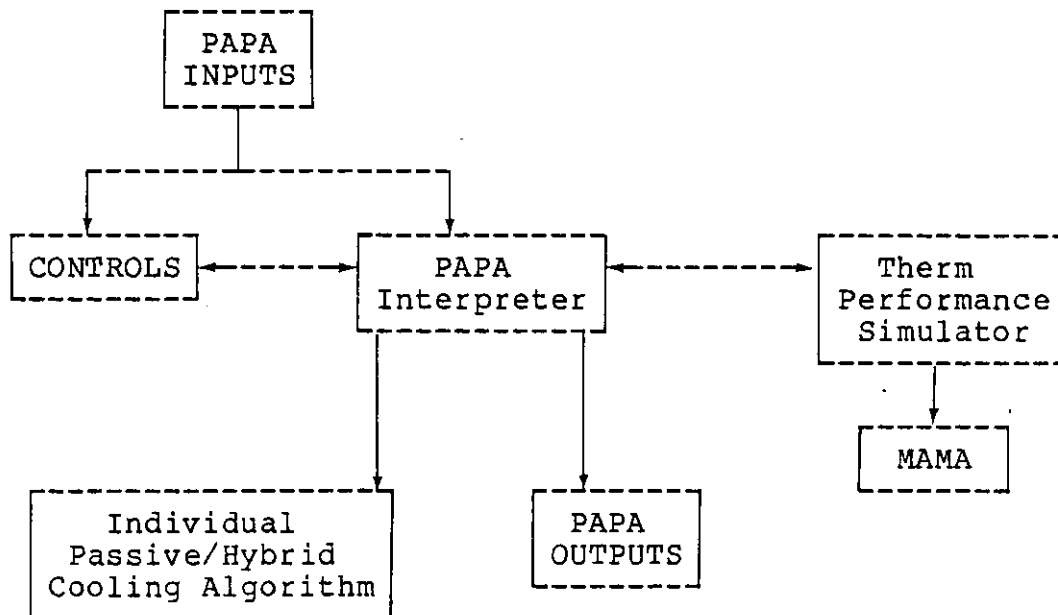 PAPA
INPUTS
CONTROLS
PAPA
Interpreter
Therm
Performance
Simulator
MAMA
Individual
Passive/Hybrid
Cooling Algorithm
PAPA
OUTPUTS